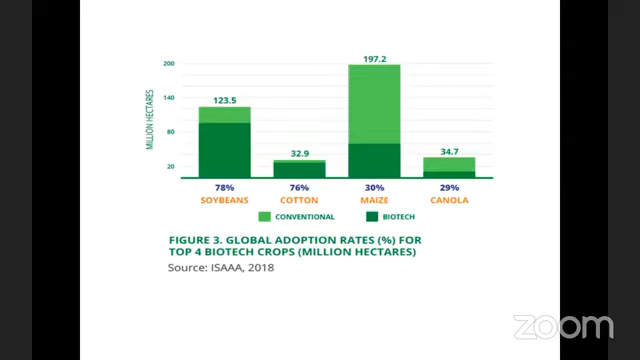 200
140
80
20
MILLION HECTARES
123.5
32.9
197.2
34.7
78% 76% 30% 29%
SOYBEANS COTTON MAIZE CANOLA
CONVENTIONAL BIOTECH
FIGURE 3. GLOBAL ADOPTION RATES (%) FOR
TOP 4 BIOTECH CROPS (MILLION HECTARES)
Source: ISAAA, 2018
zoom